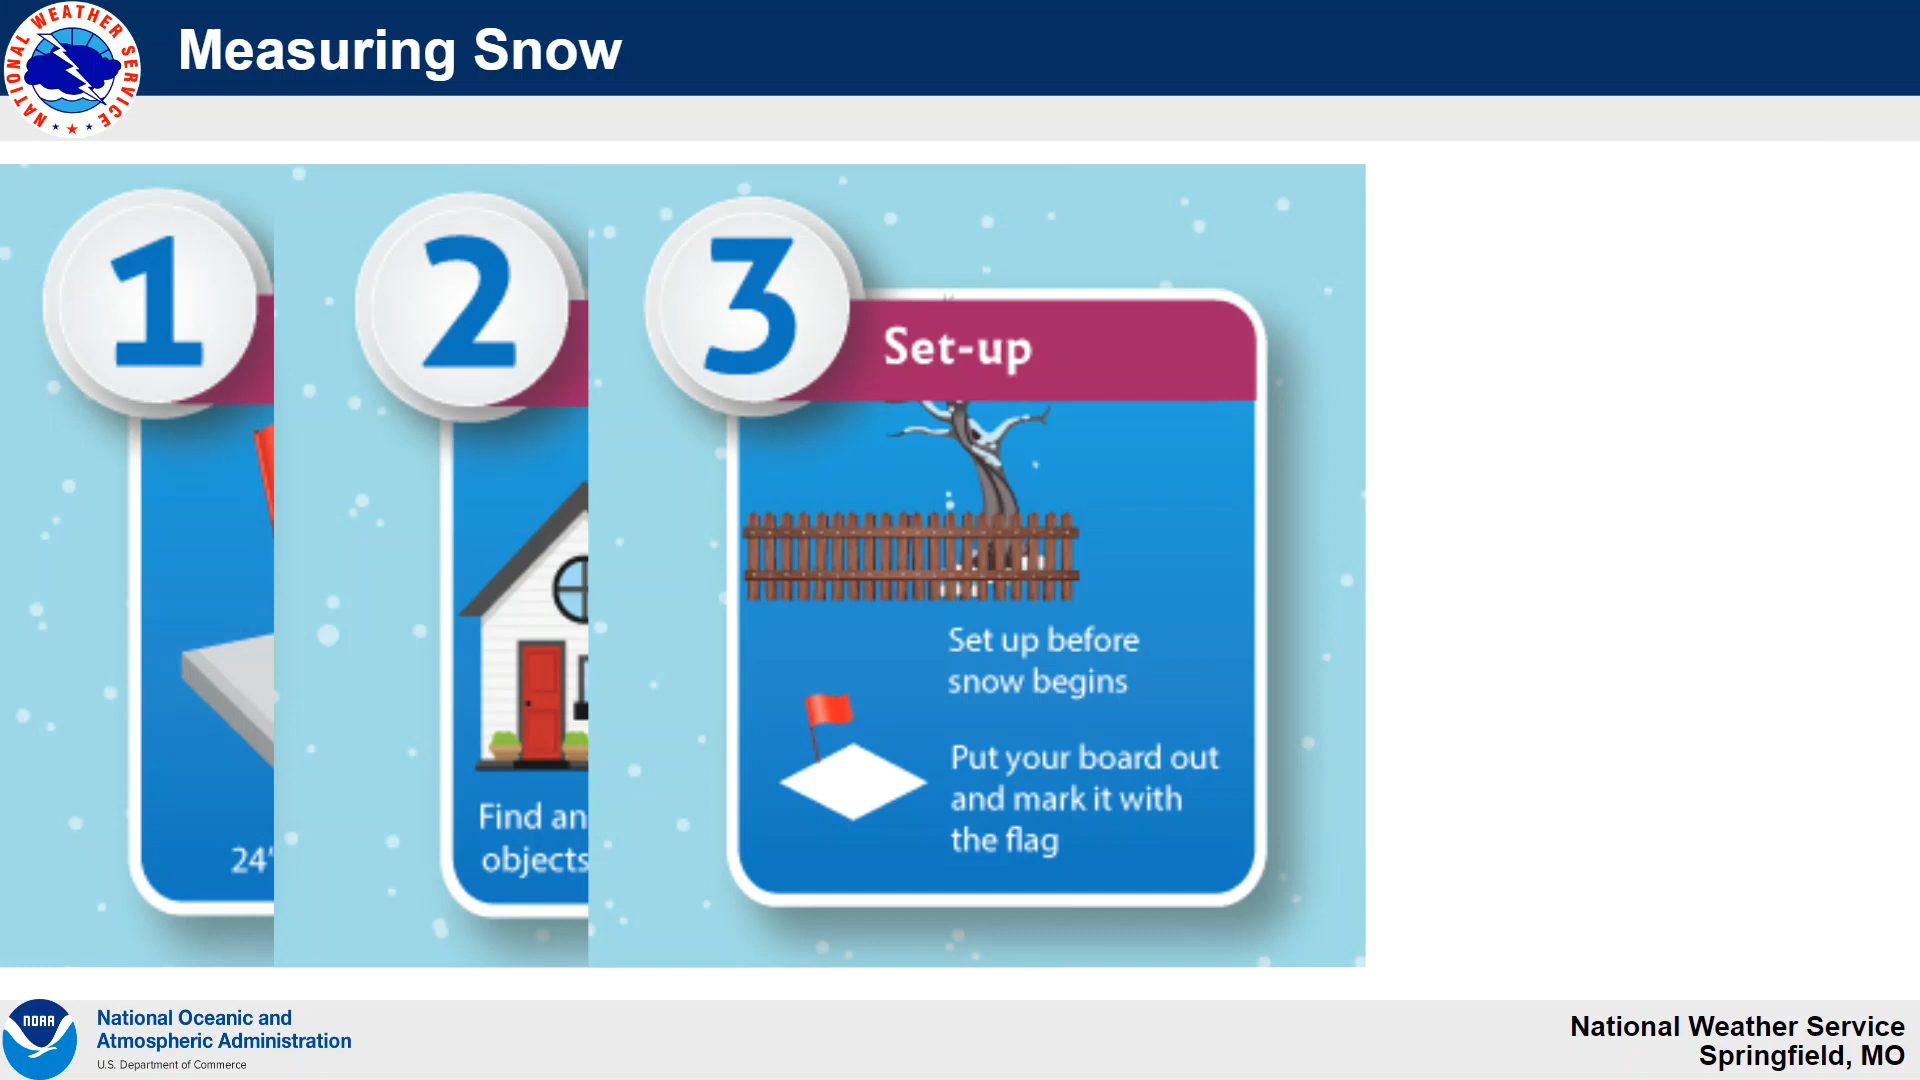 NATIONAL WEATHER SERVICE
Measuring Snow
1
2
3
Set-up
Set up before
snow begins
Put your board out
and mark it with
the flag
Find an
objects
24"
NOAA
National Oceanic and
Atmospheric Administration
U.S. Department of Commerce
National Weather Service
Springfield, MO